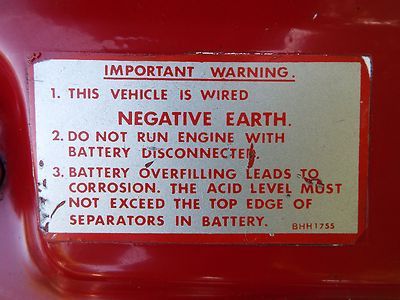 IMPORTANT WARNING.
1. THIS VEHICLE IS WIRED
NEGATIVE EARTH.
2. DO NOT RUN ENGINE WITH
BATTERY DISCONNECTED.
3. BATTERY OVERFILLING LEADS TO
CORROSION. THE ACID LEVEL MUST
NOT EXCEED THE TOP EDGE OF
SEPARATORS IN BATTERY.
BHH1755